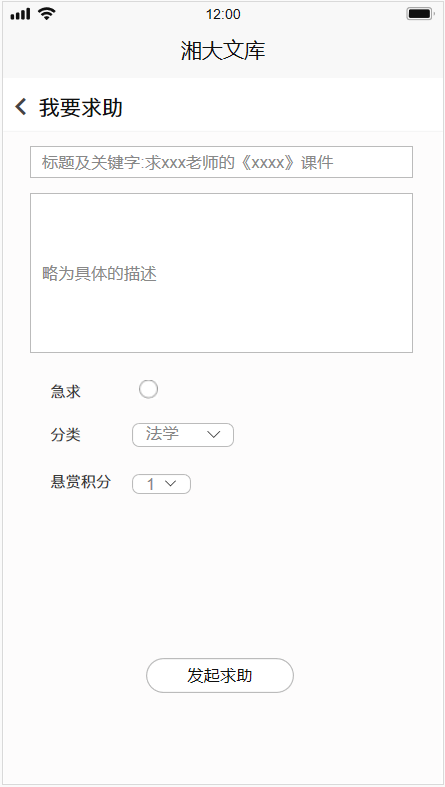 12:00
湘大文库
我要求助
标题及关键字:求xxx老师的《xxxx》课件
略为具体的描述
急求
分类 法学
悬赏积分 1
发起求助